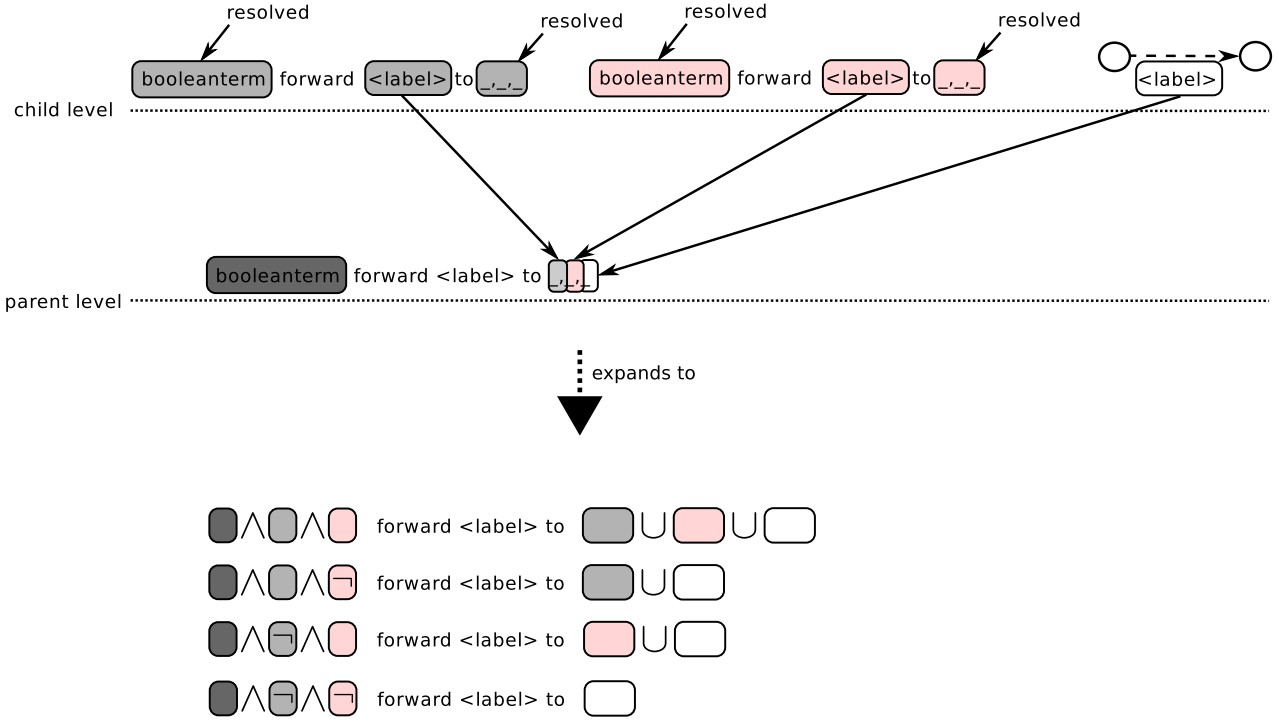 resolved resolved resolved resolved resolved
booleanterm forward <label> to _,_,_ booleanterm forward <label> to _,_,_ <label>
child level
booleanterm forward <label> to _,_,_
parent level
expands to
∧ ∧ forward <label> to ∪ ∪
∧ ∧ ¬ forward <label> to ∪
∧ ¬ ∧ forward <label> to ∪
∧ ¬ ∧ ¬ forward <label> to